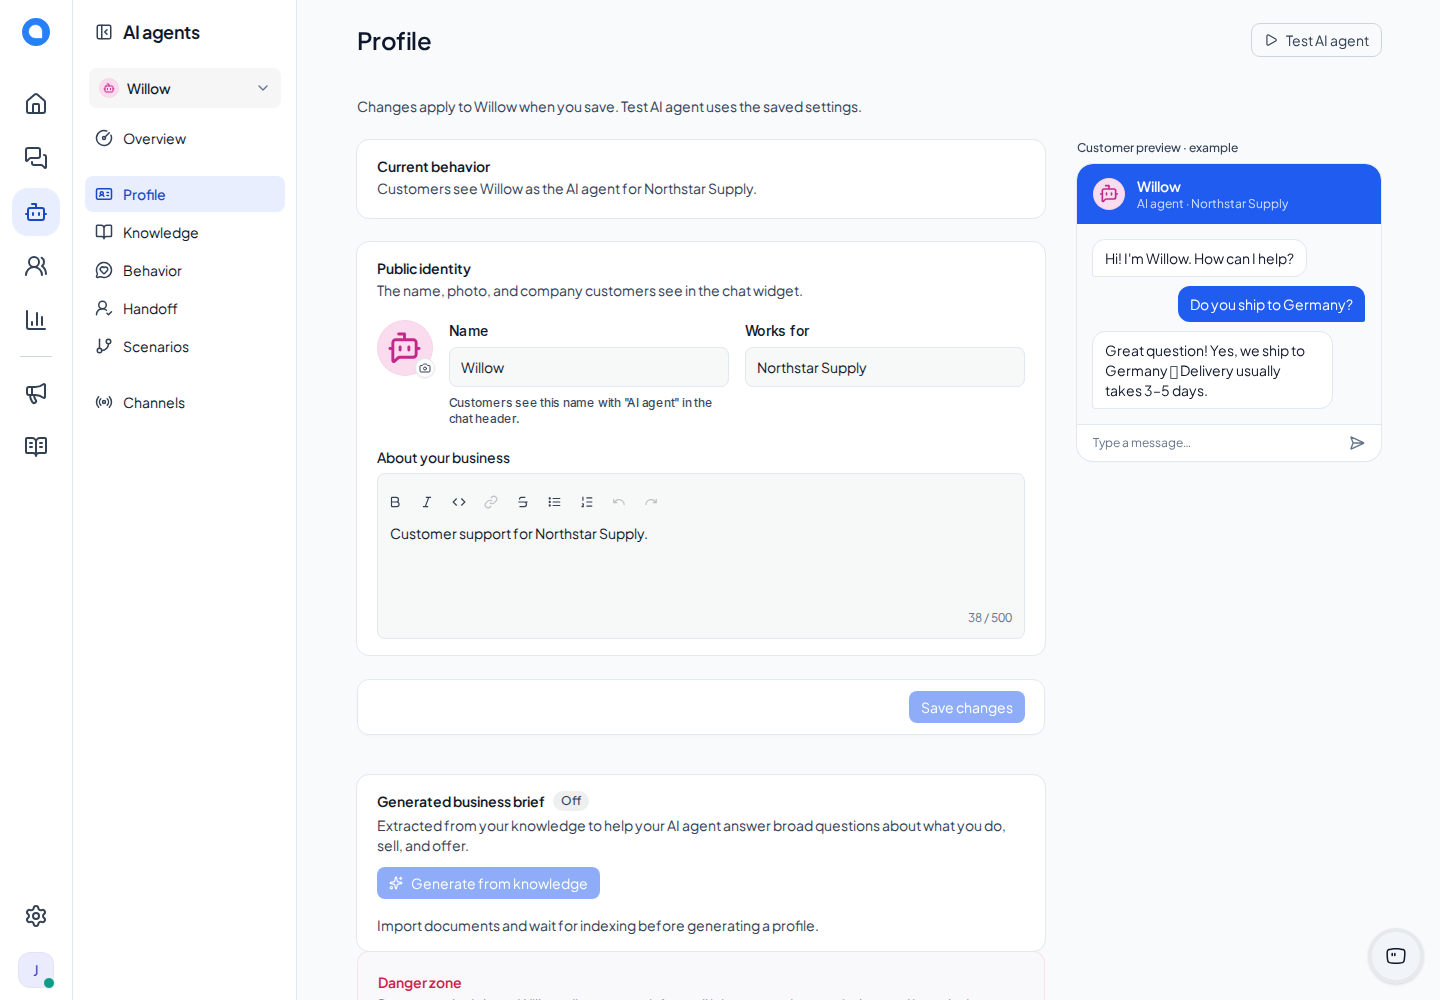 AI agents
Willow
Overview
Profile
Knowledge
Behavior
Handoff
Scenarios
Channels
J
Profile
Test AI agent
Changes apply to Willow when you save. Test AI agent uses the saved settings.
Current behavior
Customers see Willow as the AI agent for Northstar Supply.
Public identity
The name, photo, and company customers see in the chat widget.
Name
Works for
Willow
Northstar Supply
Customers see this name with "AI agent" in the
chat header.
About your business
Customer support for Northstar Supply.
38 / 500
Save changes
Generated business brief
Off
Extracted from your knowledge to help your AI agent answer broad questions about what you do,
sell, and offer.
Generate from knowledge
Import documents and wait for indexing before generating a profile.
Danger zone
Customer preview · example
Willow
AI agent · Northstar Supply
Hi! I'm Willow. How can I help?
Do you ship to Germany?
Great question! Yes, we ship to
Germany Delivery usually
takes 3–5 days.
Type a message...